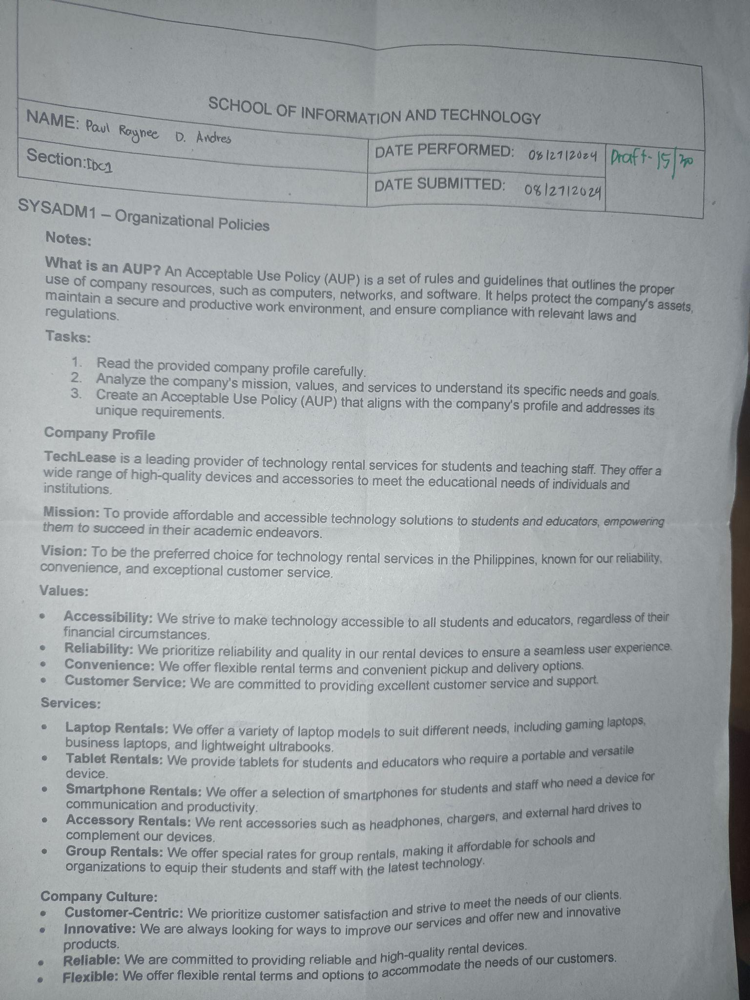 SCHOOL OF INFORMATION AND TECHNOLOGY
NAME: Paul Raynee D. Andres
DATE PERFORMED: 08/27/2024
Draft- 15/30
Section:IDC1
DATE SUBMITTED: 08/27/2024
SYSADM1 – Organizational Policies
Notes:
What is an AUP? An Acceptable Use Policy (AUP) is a set of rules and guidelines that outlines the proper
use of company resources, such as computers, networks, and software. It helps protect the company's assets,
maintain a secure and productive work environment, and ensure compliance with relevant laws and
regulations.
Tasks:
1. Read the provided company profile carefully.
2. Analyze the company's mission, values, and services to understand its specific needs and goals.
3. Create an Acceptable Use Policy (AUP) that aligns with the company's profile and addresses its
unique requirements.
Company Profile
TechLease is a leading provider of technology rental services for students and teaching staff. They offer a
wide range of high-quality devices and accessories to meet the educational needs of individuals and
institutions.
Mission: To provide affordable and accessible technology solutions to students and educators, empowering
them to succeed in their academic endeavors.
Vision: To be the preferred choice for technology rental services in the Philippines, known for our reliability,
convenience, and exceptional customer service.
Values:
• Accessibility: We strive to make technology accessible to all students and educators, regardless of their
financial circumstances.
• Reliability: We prioritize reliability and quality in our rental devices to ensure a seamless user experience.
• Convenience: We offer flexible rental terms and convenient pickup and delivery options.
• Customer Service: We are committed to providing excellent customer service and support.
Services:
• Laptop Rentals: We offer a variety of laptop models to suit different needs, including gaming laptops,
business laptops, and lightweight ultrabooks.
• Tablet Rentals: We provide tablets for students and educators who require a portable and versatile
device.
• Smartphone Rentals: We offer a selection of smartphones for students and staff who need a device for
communication and productivity.
• Accessory Rentals: We rent accessories such as headphones, chargers, and external hard drives to
complement our devices.
• Group Rentals: We offer special rates for group rentals, making it affordable for schools and
organizations to equip their students and staff with the latest technology.
Company Culture:
• Customer-Centric: We prioritize customer satisfaction and strive to meet the needs of our clients.
• Innovative: We are always looking for ways to improve our services and offer new and innovative
products.
• Reliable: We are committed to providing reliable and high-quality rental devices.
• Flexible: We offer flexible rental terms and options to accommodate the needs of our customers.